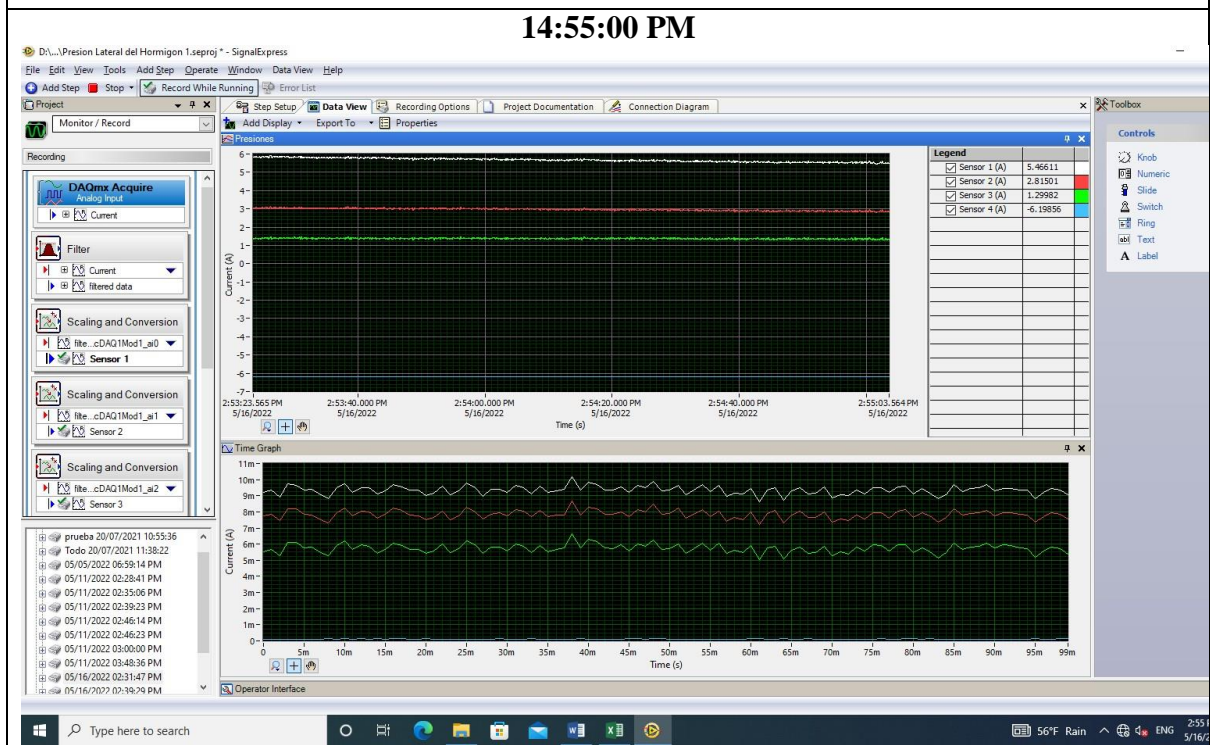 14:55:00 PM
D:\...\Presion Lateral del Hormigon 1.seproj * - SignalExpress
File Edit View Tools Add Step Operate Window Data View Help
Add Step Stop Record While Running Error List
Project
Step Setup Data View Recording Options Project Documentation Connection Diagram
Toolbox
Monitor / Record
Add Display Export To Properties
Controls
Recording
Presiones
Knob
Numeric
Slide
Switch
Ring
Text
Label
DAQmx Acquire
Analog Input
Current
Filter
Current
filtered data
Scaling and Conversion
filte...cDAQ1Mod1_ai0
Sensor 1
Scaling and Conversion
filte...cDAQ1Mod1_ai1
Sensor 2
Scaling and Conversion
filte...cDAQ1Mod1_ai2
Sensor 3
6
5
4
3
2
1
0
-1
-2
-3
-4
-5
-6
-7
Current (A)
2:53:23.565 PM 2:53:40.000 PM 2:54:00.000 PM 2:54:20.000 PM 2:54:40.000 PM 2:55:03.564 PM
5/16/2022 5/16/2022 5/16/2022 5/16/2022 5/16/2022 5/16/2022
Time (s)
Legend
Sensor 1 (A) 5.46611
Sensor 2 (A) 2.81501
Sensor 3 (A) 1.29982
Sensor 4 (A) -6.19856
Time Graph
11m
10m
9m
8m
7m
6m
5m
4m
3m
2m
1m
0
Current (A)
0 5m 10m 15m 20m 25m 30m 35m 40m 45m 50m 55m 60m 65m 70m 75m 80m 85m 90m 95m 99m
Time (s)
prueba 20/07/2021 10:55:36
Todo 20/07/2021 11:38:22
05/05/2022 06:59:14 PM
05/11/2022 02:28:41 PM
05/11/2022 02:35:06 PM
05/11/2022 02:39:23 PM
05/11/2022 02:46:14 PM
05/11/2022 02:46:23 PM
05/11/2022 03:00:00 PM
05/11/2022 03:48:36 PM
05/16/2022 02:31:47 PM
05/16/2022 02:39:29 PM
Operator Interface
Type here to search
56°F Rain
ENG
2:55
5/16/2